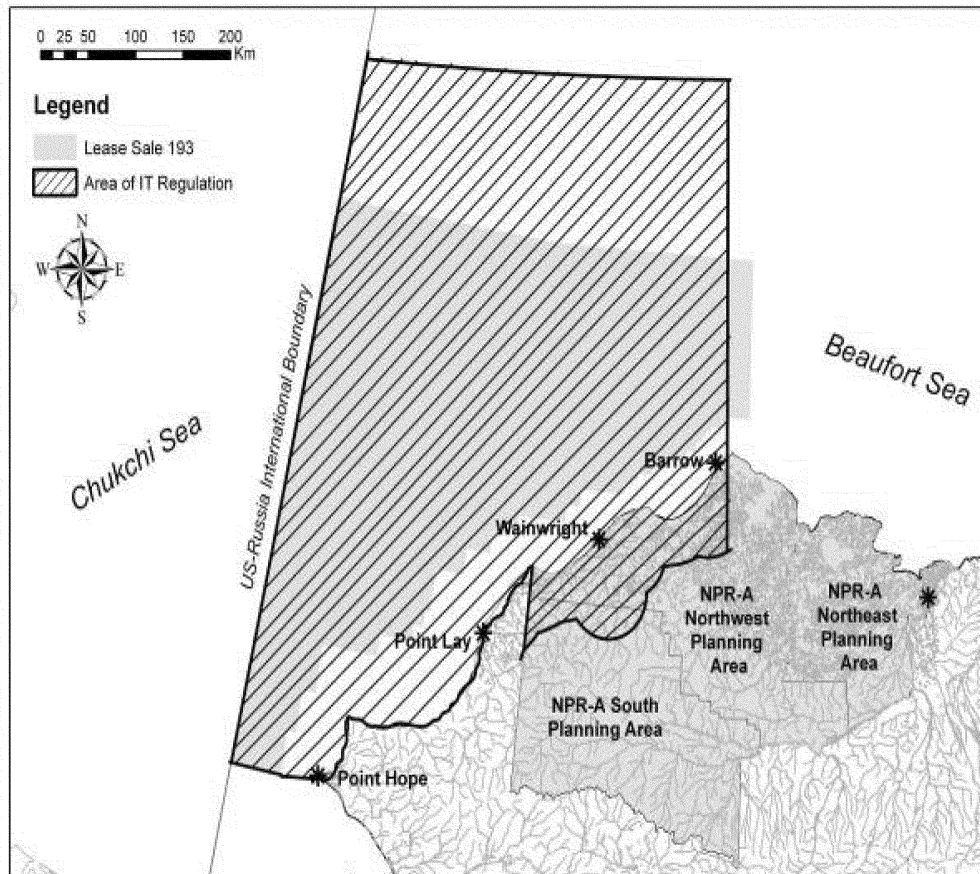 0 25 50 100 150 200
Km
Legend
Lease Sale 193
Area of IT Regulation
N
W E
S
US-Russia International Boundary
Chukchi Sea
Beaufort Sea
Barrow
Wainwright
Point Lay
Point Hope
NPR-A
Northwest
Planning
Area
NPR-A
Northeast
Planning
Area
NPR-A South
Planning Area